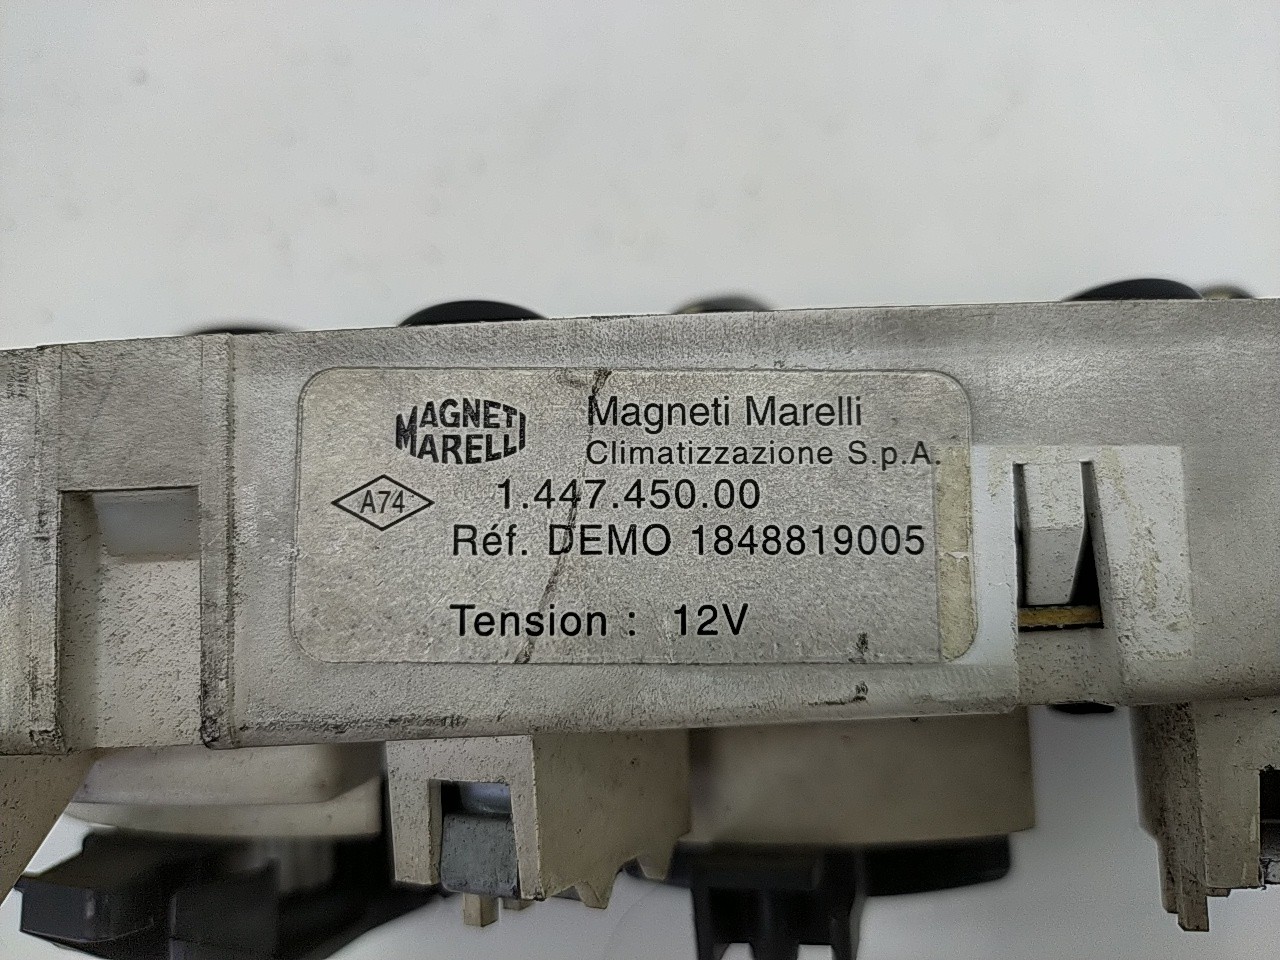 MAGNETI
MARELLI
Magneti Marelli
Climatizzazione S.p.A.
A74
1.447.450.00
Réf. DEMO 1848819005
Tension : 12V